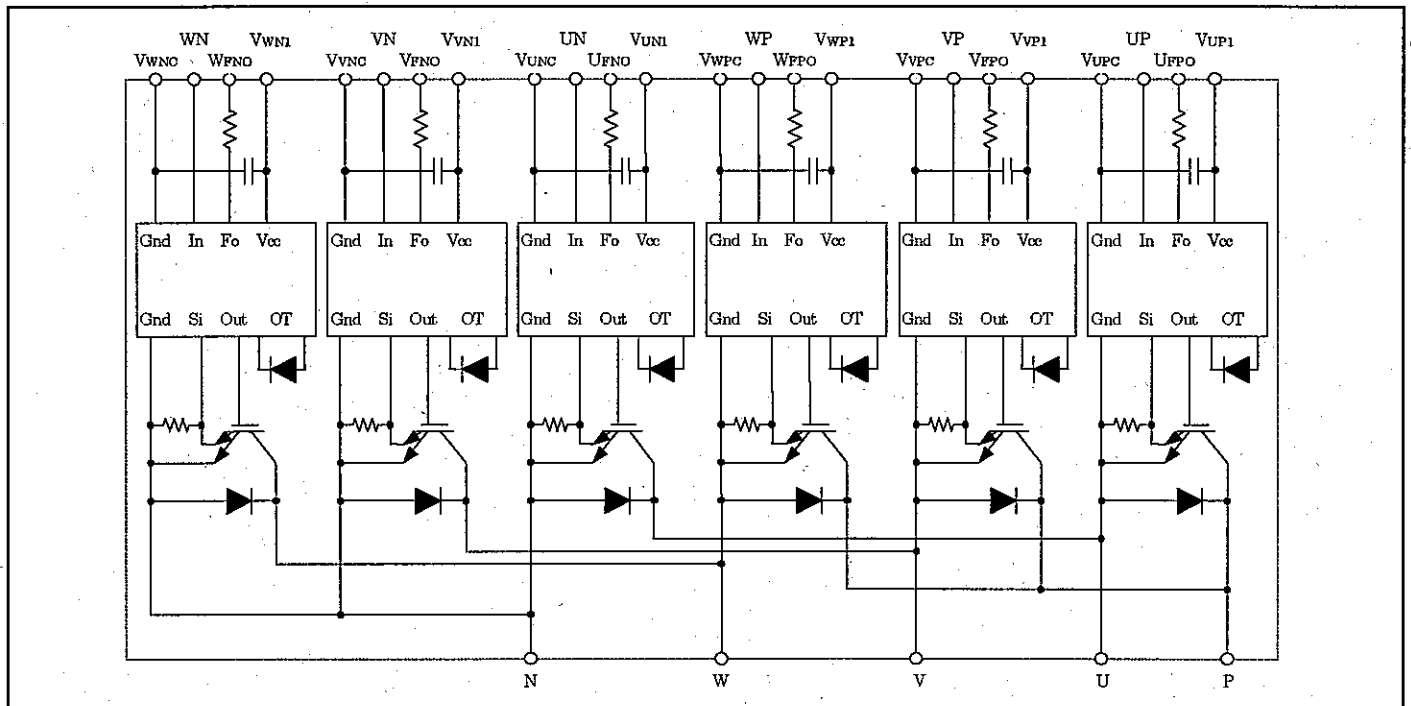 WN VWN1 VN VVN1 UN VUN1 WP VWP1 VP VVP1 UP VUP1
VWNC WFNO VVNC VFNO VUNC UFNO VWPC WFPO VVPC VFPO VUPC UFPO
Gnd In Fo Vcc Gnd In Fo Vcc Gnd In Fo Vcc Gnd In Fo Vcc Gnd In Fo Vcc Gnd In Fo Vcc
Gnd Si Out OT Gnd Si Out OT Gnd Si Out OT Gnd Si Out OT Gnd Si Out OT Gnd Si Out OT
N W V U P